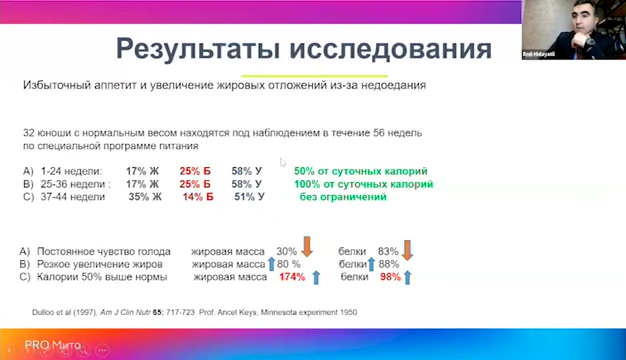 Результаты исследования
Избыточный аппетит и увеличение жировых отложений из-за недоедания
32 юноши с нормальным весом находятся под наблюдением в течение 56 недель
по специальной программе питания
A) 1-24 недели: 17% Ж 25% Б 58% У 50% от суточных калорий
B) 25-36 недели : 17% Ж 25% Б 58% У 100% от суточных калорий
C) 37-44 недели 35% Ж 14% Б 51% У без ограничений
A) Постоянное чувство голода жировая масса 30% белки 83%
B) Резкое увеличение жиров жировая масса 80 % белки 88%
C) Калории 50% выше нормы жировая масса 174% белки 98%
Dulloo et al (1997). Am J Clin Nutr 65: 717-723 Prof. Ancel Keys, Minnesota experiment 1950
PRO Мито